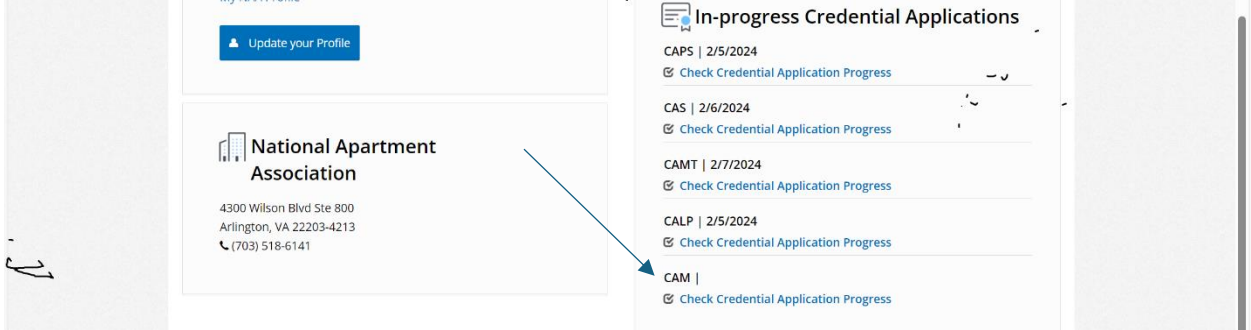 Update your Profile
National Apartment
Association
4300 Wilson Blvd Ste 800
Arlington, VA 22203-4213
(703) 518-6141
In-progress Credential Applications
CAPS | 2/5/2024
Check Credential Application Progress
CAS | 2/6/2024
Check Credential Application Progress
CAMT | 2/7/2024
Check Credential Application Progress
CALP | 2/5/2024
Check Credential Application Progress
CAM |
Check Credential Application Progress